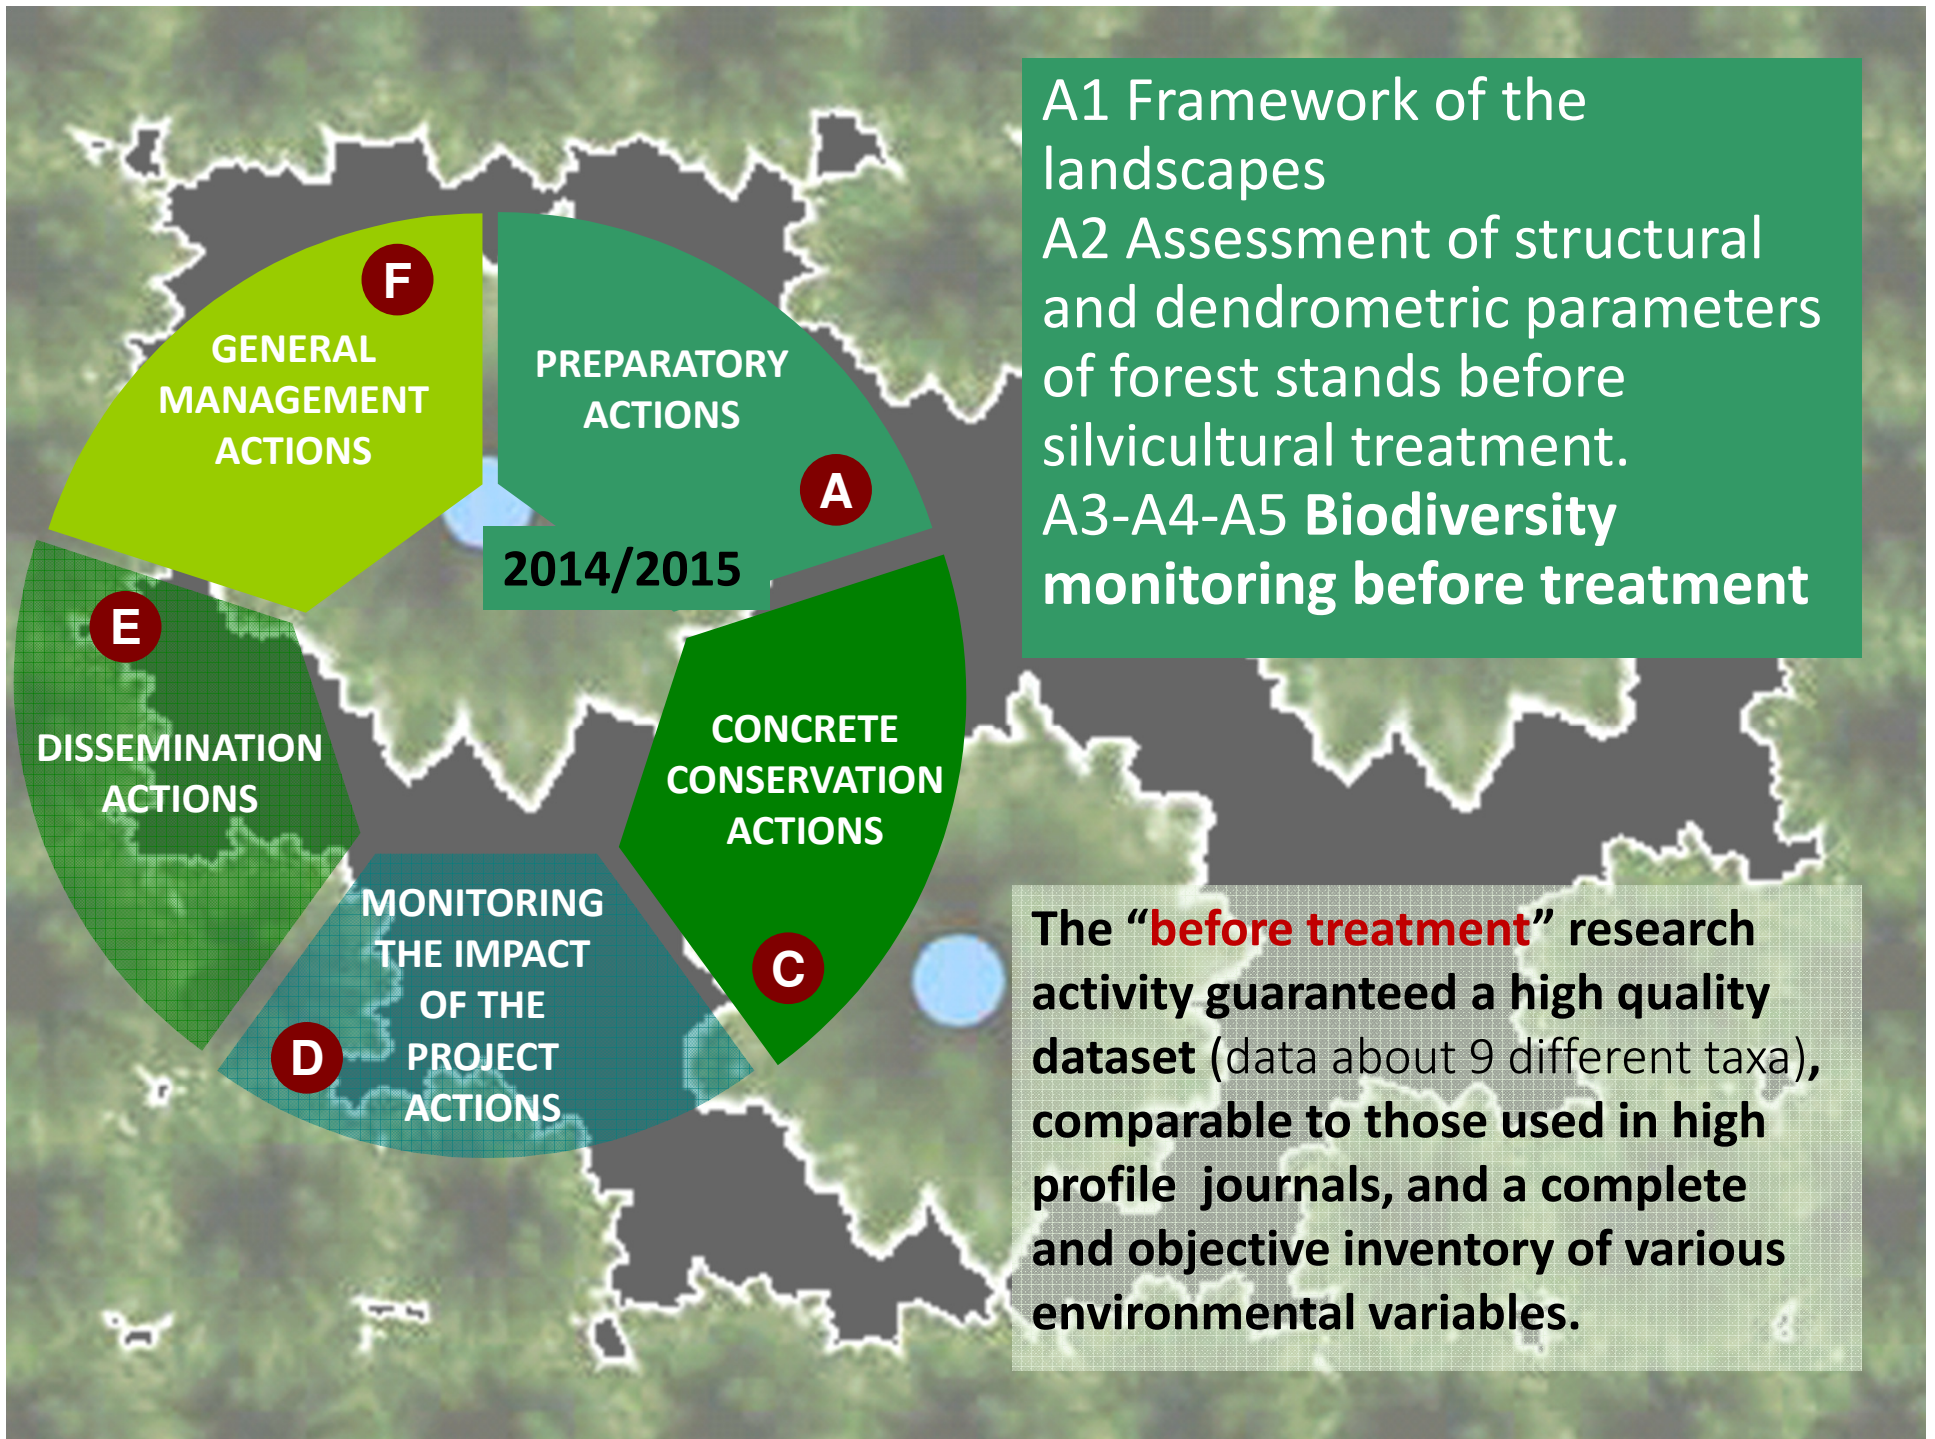 F
GENERAL
MANAGEMENT
ACTIONS
PREPARATORY
ACTIONS
A
2014/2015
E
DISSEMINATION
ACTIONS
CONCRETE
CONSERVATION
ACTIONS
C
MONITORING
THE IMPACT
OF THE
PROJECT
ACTIONS
D
A1 Framework of the
landscapes
A2 Assessment of structural
and dendrometric parameters
of forest stands before
silvicultural treatment.
A3-A4-A5 Biodiversity
monitoring before treatment
The “before treatment” research
activity guaranteed a high quality
dataset (data about 9 different taxa),
comparable to those used in high
profile  journals, and a complete
and objective inventory of various
environmental variables.